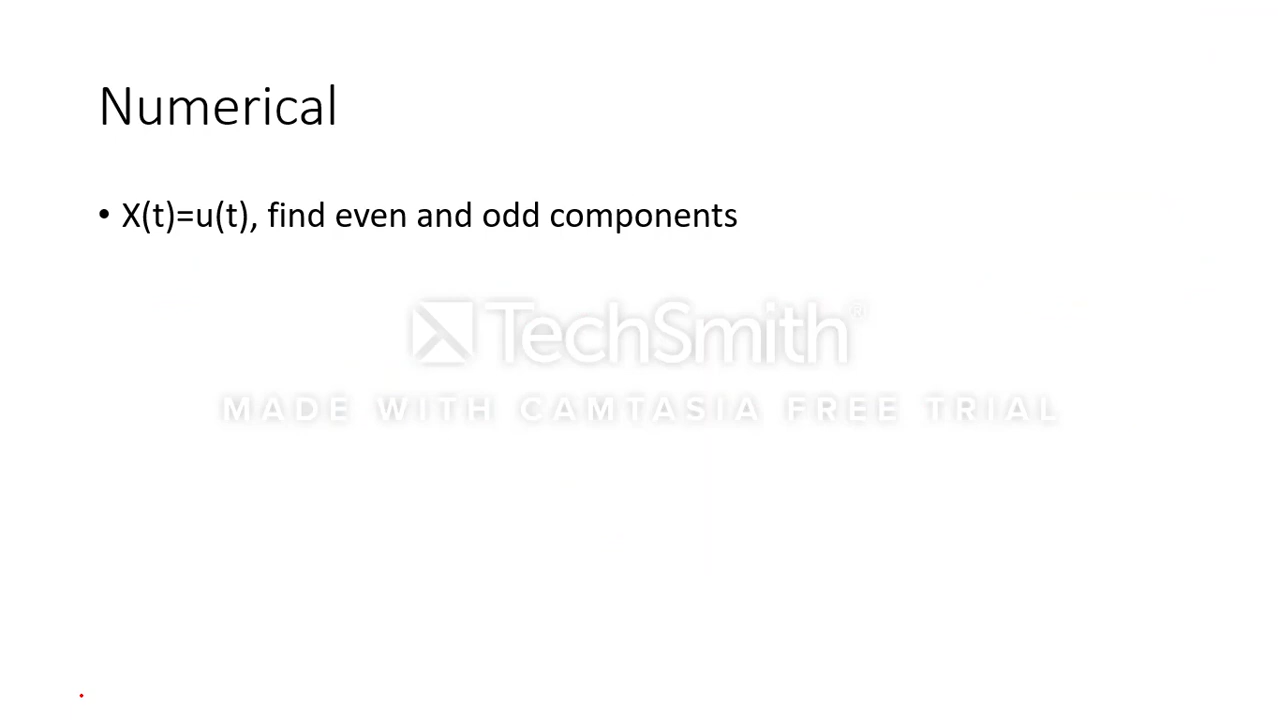 Numerical
• X(t)=u(t), find even and odd components
TechSmith®
MADE WITH CAMTASIA FREE TRIAL